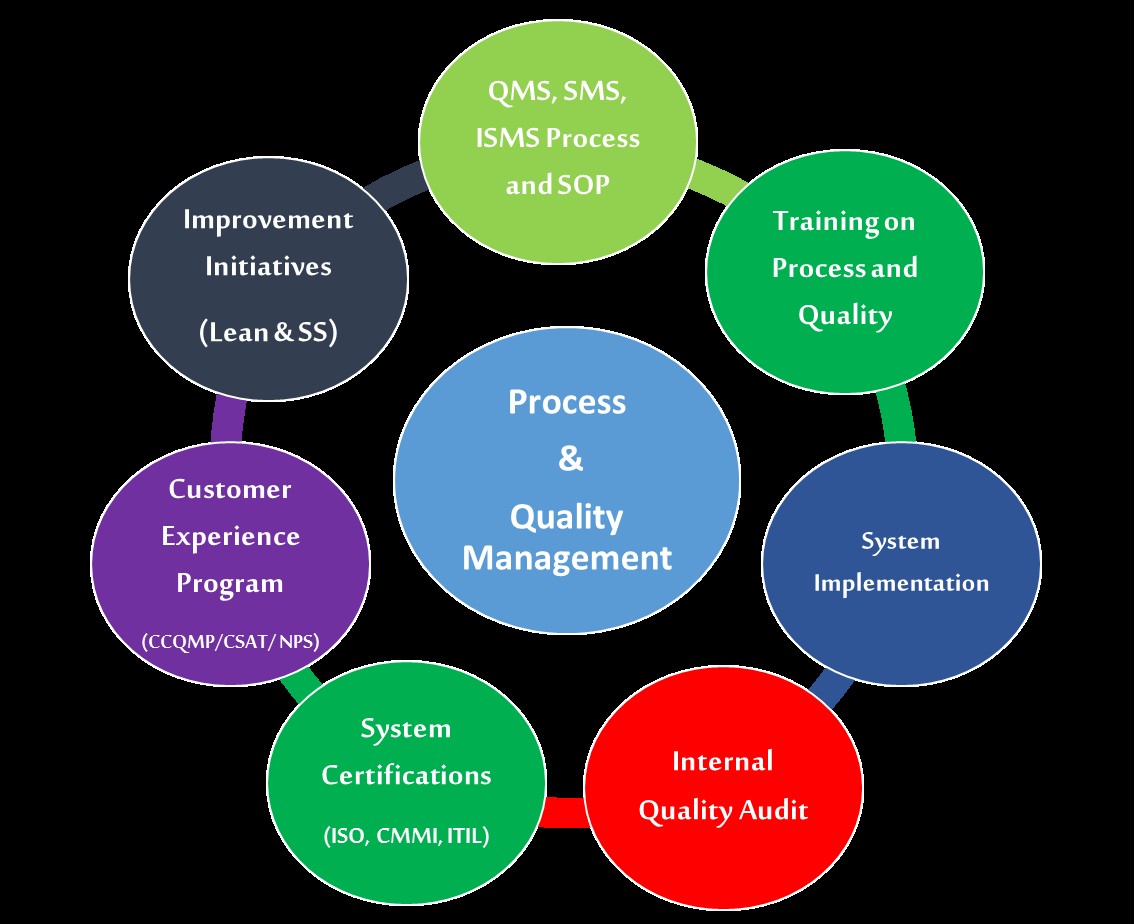 QMS, SMS,
ISMS Process
and SOP
Training on
Process and
Quality
System
Implementation
Internal
Quality Audit
System
Certifications
(ISO, CMMI, ITIL)
Customer
Experience
Program
(CCQMP/CSAT/ NPS)
Improvement
Initiatives
(Lean & SS)
Process
&
Quality
Management